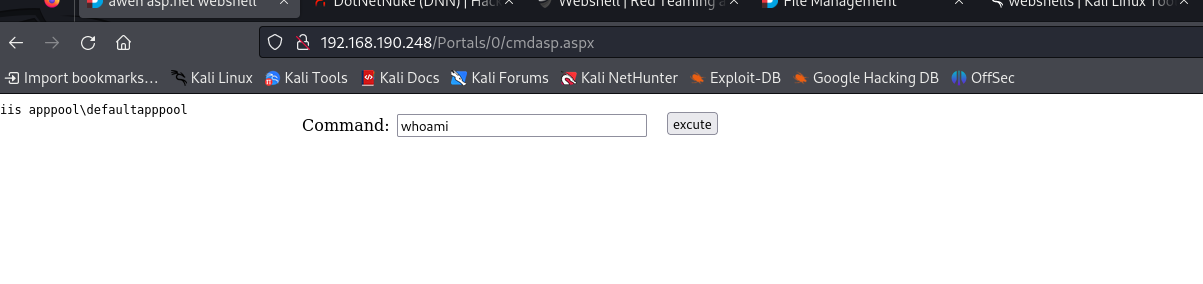 awen asp.net webshell DotNetNuke (DNN) | Hac Webshell | Red Teaming a File Management webshells | Kali Linux Too
192.168.190.248/Portals/0/cmdasp.aspx
Import bookmarks... Kali Linux Kali Tools Kali Docs Kali Forums Kali NetHunter Exploit-DB Google Hacking DB OffSec
iis apppool\defaultapppool
Command: whoami excute